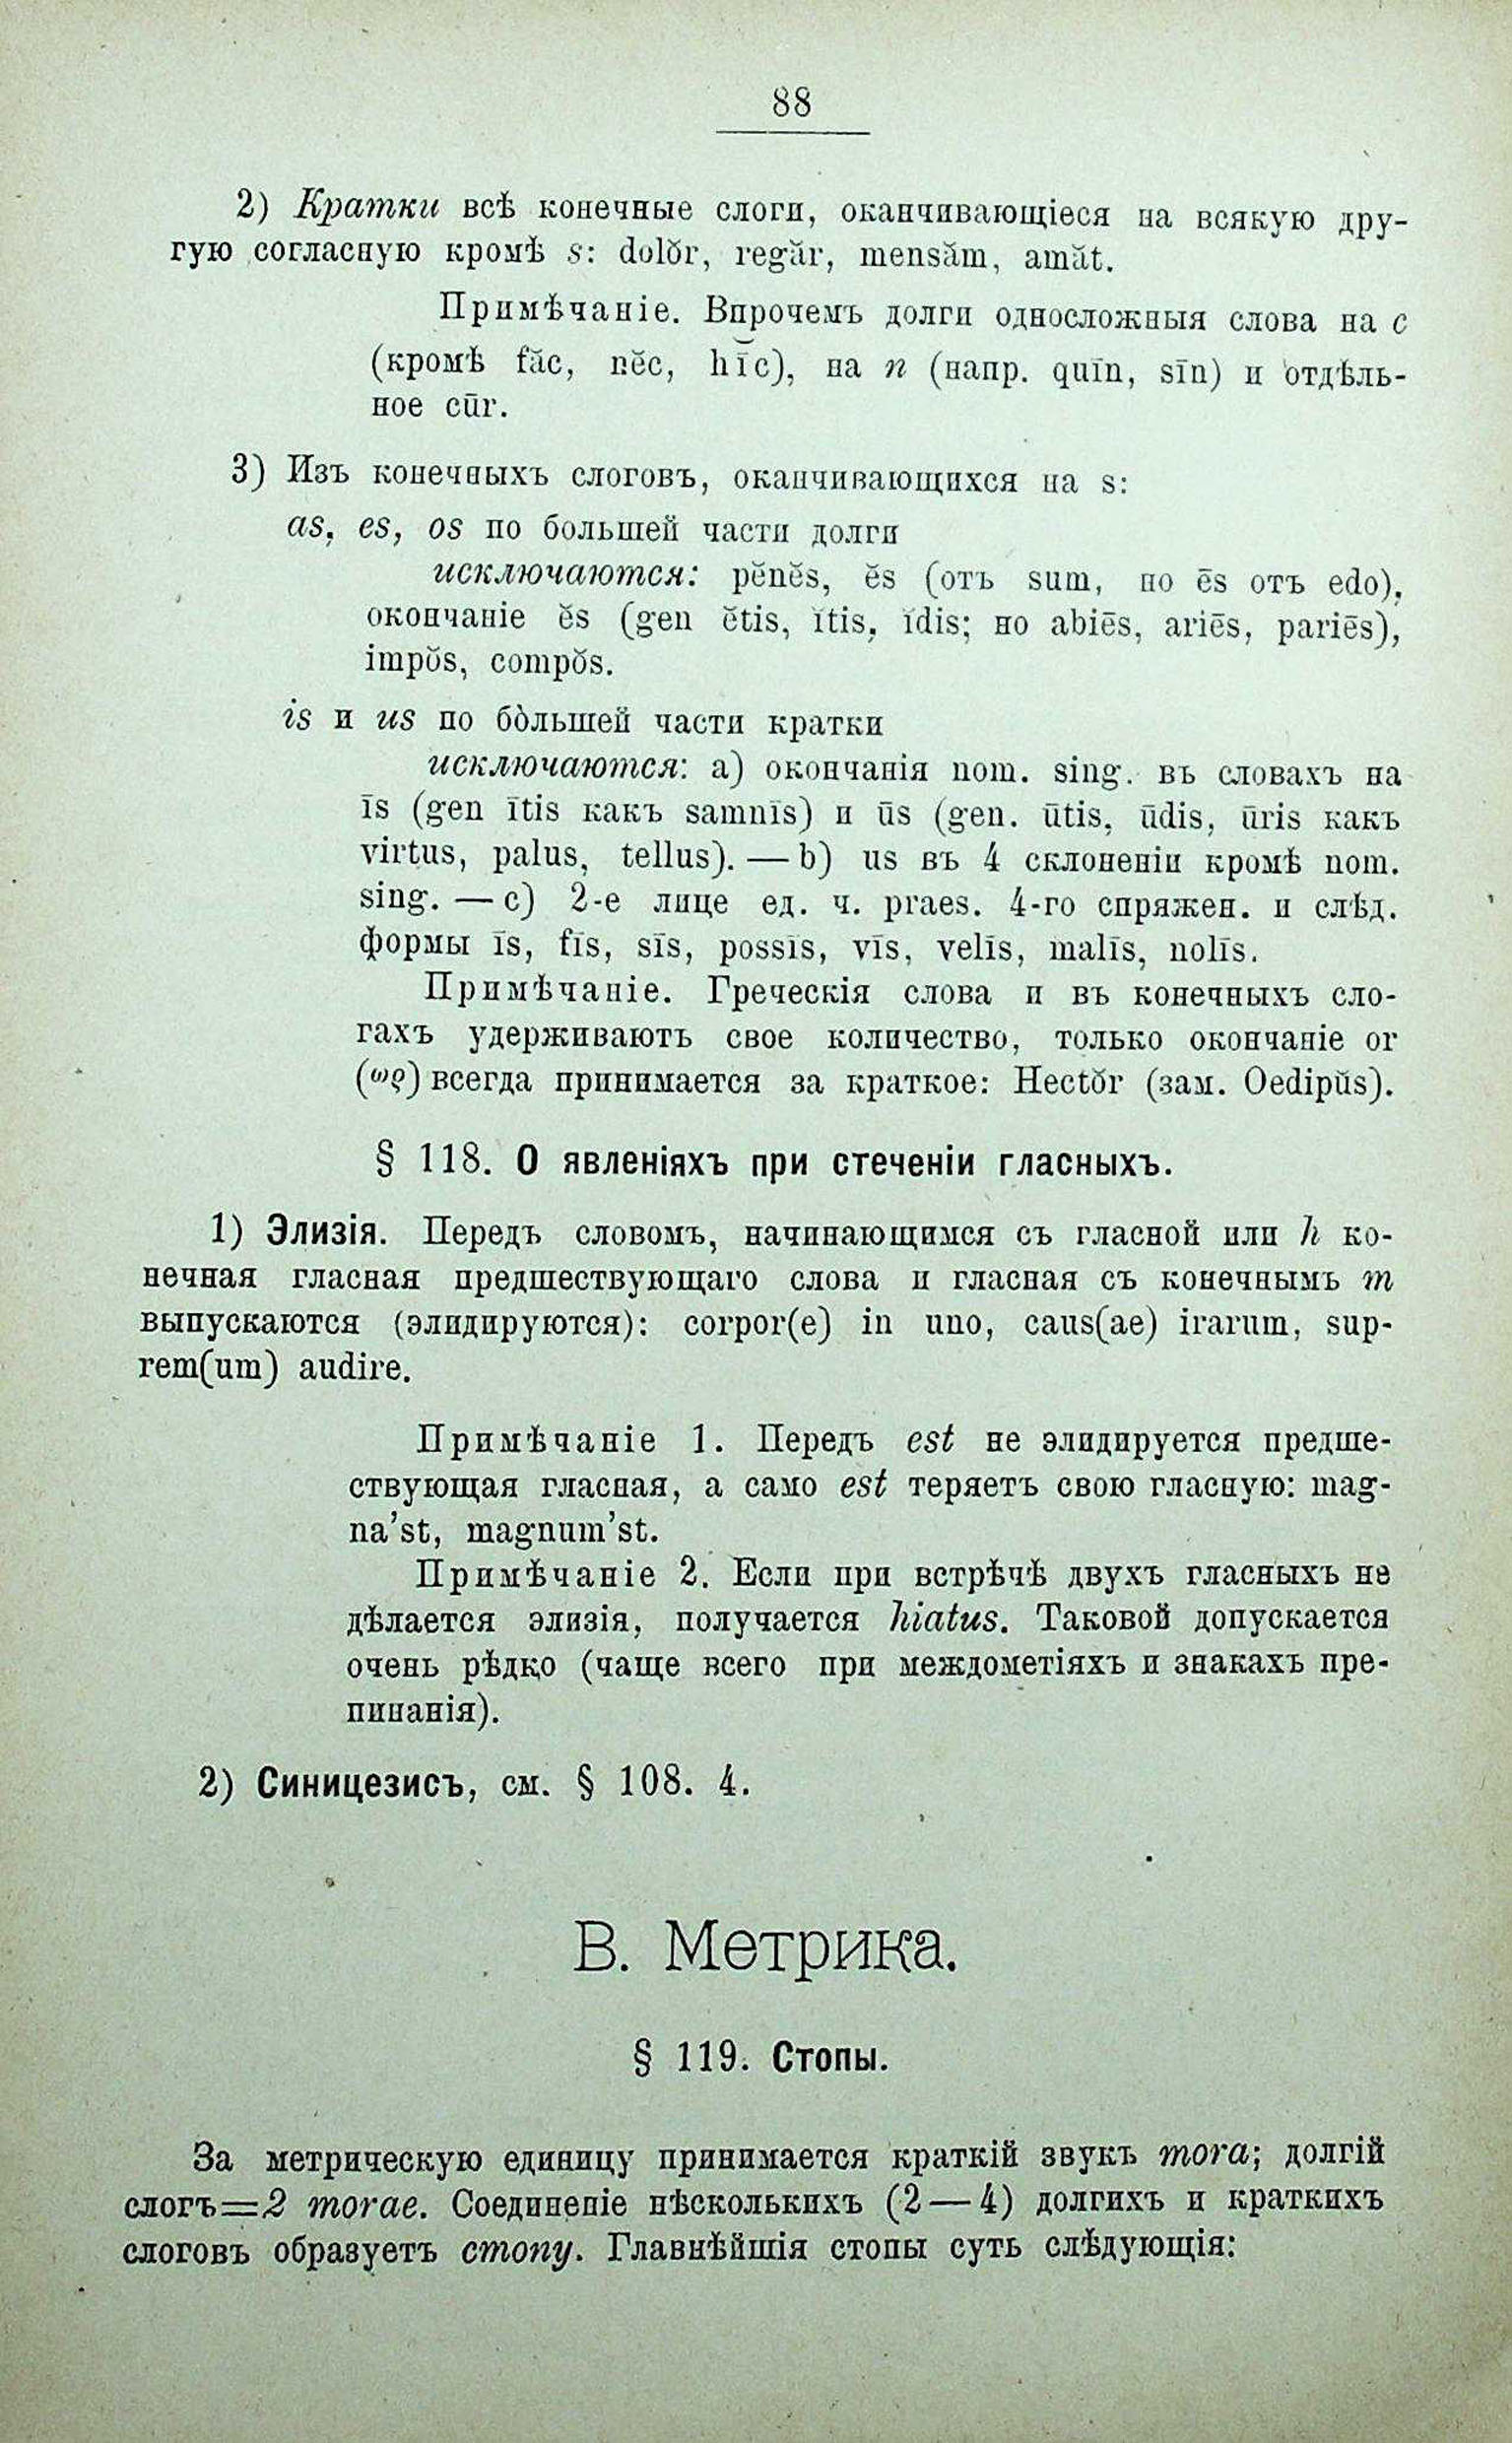 88
2) Кратки всѣ конечные слоги, оканчивающіеся на всякую дру-
гую согласную кромѣ s: dolŏr, regăr, mensăm, amăt.
Примѣчаніе. Впрочемъ долги односложныя слова на c
(кромѣ făc, nĕc, hī̆c), на n (напр. quīn, sīn) и отдѣль-
ное cūr.
3) Изъ конечныхъ слоговъ, оканчивающихся на s:
as, es, os по большей части долги
исключаются: pĕnĕs, ĕs (отъ sum, но ēs отъ edo),
окончаніе ĕs (gen ĕtis, ĭtis, ĭdis; но abiēs, ariēs, pariēs),
impŏs, compŏs.
is и us по бо̀льшей части кратки
исключаются: a) окончанія nom. sing. въ словахъ на
īs (gen ītis какъ samnīs) и ūs (gen. ūtis, ūdis, ūris какъ
virtus, palus, tellus). — b) us въ 4 склоненіи кромѣ nom.
sing. — c) 2-е лице ед. ч. praes. 4-го спряжен. и слѣд.
формы īs, fīs, sīs, possīs, vīs, velīs, malīs, nolīs.
Примѣчаніе. Греческія слова и въ конечныхъ сло-
гахъ удерживаютъ свое количество, только окончаніе or
(ωρ) всегда принимается за краткое: Hectŏr (зам. Oedipŭs).
§ 118. О явленіяхъ при стеченіи гласныхъ.
1) Элизія. Передъ словомъ, начинающимся съ гласной или h ко-
нечная гласная предшествующаго слова и гласная съ конечнымъ m
выпускаются (элидируются): corpor(e) in uno, caus(ae) irarum, sup-
rem(um) audire.
Примѣчаніе 1. Передъ est не элидируется предше-
ствующая гласная, а само est теряетъ свою гласную: mag-
na’st, magnum’st.
Примѣчаніе 2. Если при встрѣчѣ двухъ гласныхъ не
дѣлается элизія, получается hiatus. Таковой допускается
очень рѣдко (чаще всего при междометіяхъ и знакахъ пре-
пинанія).
2) Синицезисъ, см. § 108. 4.
В. Метрика.
§ 119. Стопы.
За метрическую единицу принимается краткій звукъ mora; долгій
слогъ=2 morae. Соединеніе нѣсколькихъ (2 — 4) долгихъ и краткихъ
слоговъ образуетъ стопу. Главнѣйшія стопы суть слѣдующія: